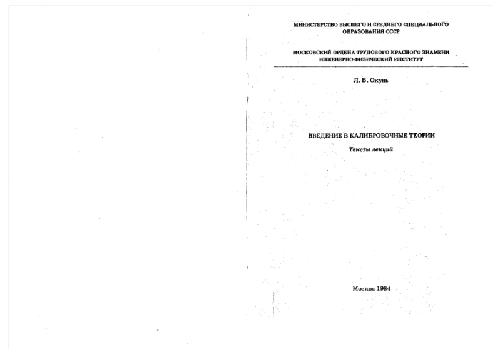 МИНИСТЕРСТВО ВЫСШЕГО И СРЕДНЕГО СПЕЦИАЛЬНОГО
ОБРАЗОВАНИЯ СССР
МОСКОВСКИЙ ОРДЕНА ТРУДОВОГО КРАСНОГО ЗНАМЕНИ
ИНЖЕНЕРНО-ФИЗИЧЕСКИЙ ИНСТИТУТ
Л. Б. Окунь
ВВЕДЕНИЕ В КАЛИБРОВОЧНЫЕ ТЕОРИИ
Тексты лекций
Москва 1984